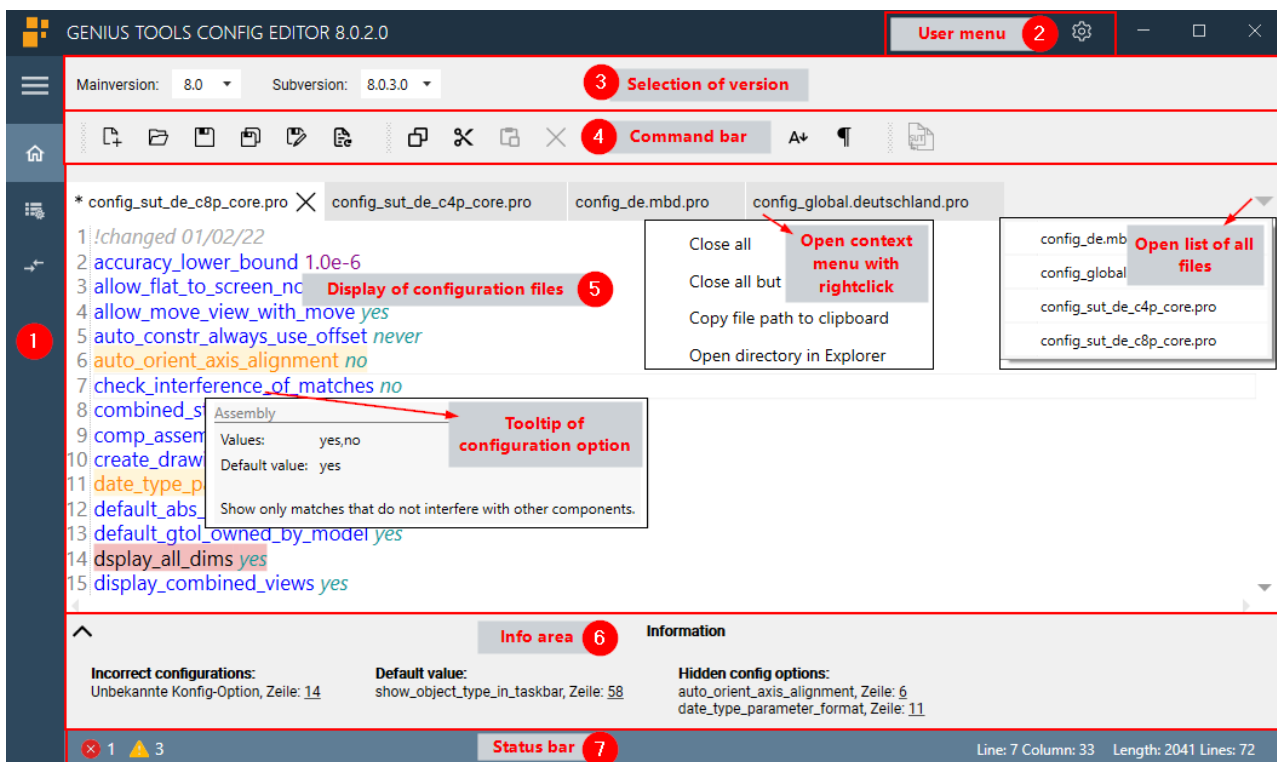 GENIUS TOOLS CONFIG EDITOR 8.0.2.0
User menu 2
Mainversion: 8.0 Subversion: 8.0.3.0
3 Selection of version
4 Command bar
SUT
* config_sut_de_c8p_core.pro config_sut_de_c4p_core.pro config_de.mbd.pro config_global.deutschland.pro
1 !changed 01/02/22
2 accuracy_lower_bound 1.0e-6
3 allow_flat_to_screen_
Display of configuration files 5
4 allow_move_view_with_move yes
5 auto_constr_always_use_offset never
6 auto_orient_axis_alignment no
7 check_interference_of_matches no
8 combined_
9 comp_assem
10 create_draw
11 date_type_p
12 default_abs_
13 default_gtol_owned_by_model yes
14 dsplay_all_dims yes
15 display_combined_views yes
1
Close all
Close all but
Copy file path to clipboard
Open directory in Explorer
Open context
menu with
rightclick
config_de.mb
config_global
config_sut_de_c4p_core.pro
config_sut_de_c8p_core.pro
Open list of all
files
Assembly
Values: yes,no
Default value: yes
Show only matches that do not interfere with other components.
Tooltip of
configuration option
Info area 6
Information
Incorrect configurations:
Unbekannte Konfig-Option, Zeile: 14
Default value:
show_object_type_in_taskbar, Zeile: 58
Hidden config options:
auto_orient_axis_alignment, Zeile: 6
date_type_parameter_format, Zeile: 11
1 3
Status bar 7
Line: 7 Column: 33 Length: 2041 Lines: 72